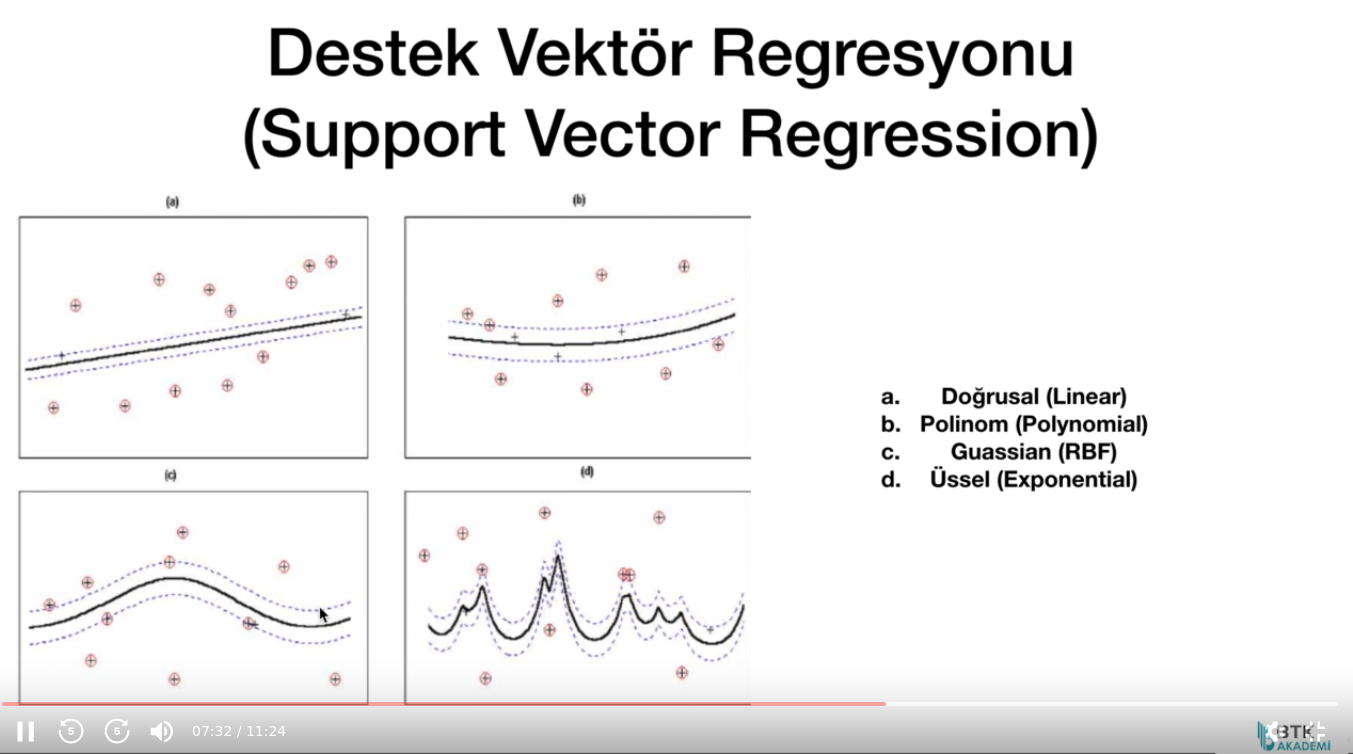 Destek Vektör Regresyonu
(Support Vector Regression)
(a)
(b)
(c)
(d)
a. Doğrusal (Linear)
b. Polinom (Polynomial)
c. Guassian (RBF)
d. Üssel (Exponential)
5
5
07:32 / 11:24
BTK
AKADEMİ